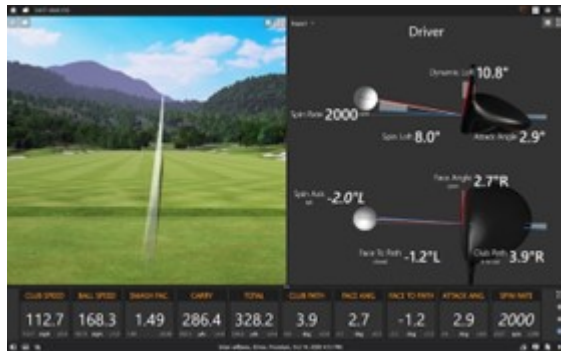 Driver
Dynamic Loft 10.8°
Spin Rate 2000
Spin Loft 8.0° Attack Angle 2.9°
Face Angle 2.7°R
Spin Axis -2.0°L
Face To Path -1.2°L Club Path 3.9°R
CLUB SPEED BALL SPEED SMASH FAC. CARRY TOTAL CLUB PATH FACE ANG. FACE TO PATH ATTACK ANG. SPIN RATE
112.7 168.3 1.49 286.4 328.2 3.9 2.7 -1.2 2.9 2000